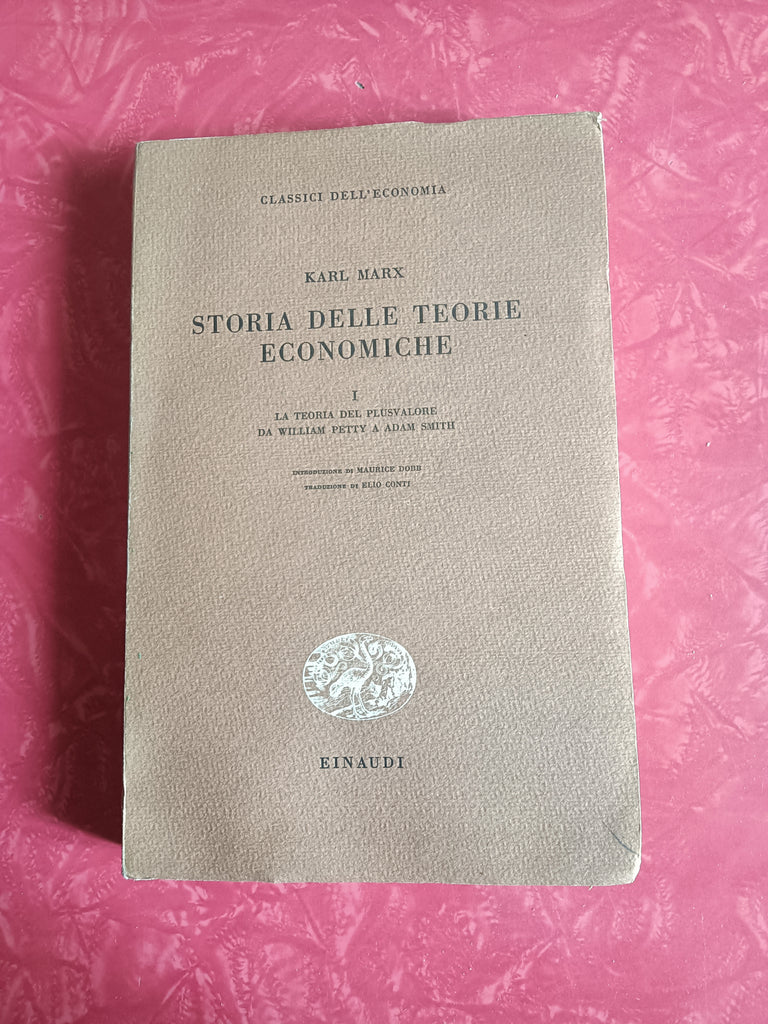 CLASSICI DELL'ECONOMIA
KARL MARX
STORIA DELLE TEORIE
ECONOMICHE
I
LA TEORIA DEL PLUSVALORE
DA WILLIAM PETTY A ADAM SMITH
INTRODUZIONE DI MAURICE DOBB
TRADUZIONE DI ELIO CONTI
EINAUDI